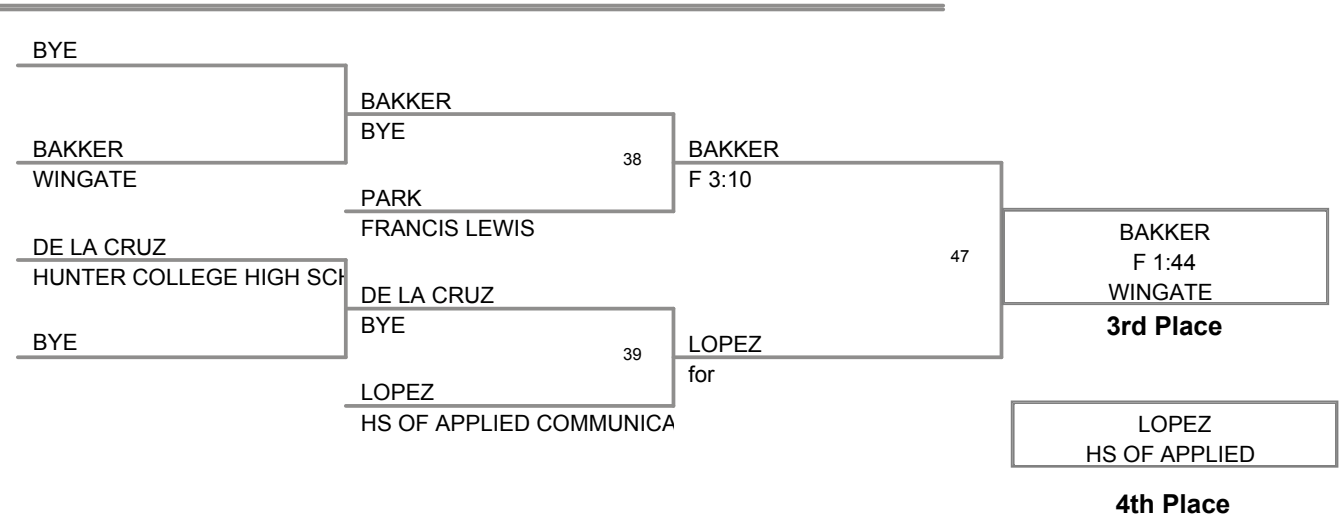 BYE
BAKKER
WINGATE
DE LA CRUZ
HUNTER COLLEGE HIGH SCH
BYE
BAKKER
BYE
38
PARK
FRANCIS LEWIS
DE LA CRUZ
BYE
39
LOPEZ
HS OF APPLIED COMMUNICA
BAKKER
F 3:10
47
LOPEZ
for
BAKKER
F 1:44
WINGATE
3rd Place
LOPEZ
HS OF APPLIED
4th Place